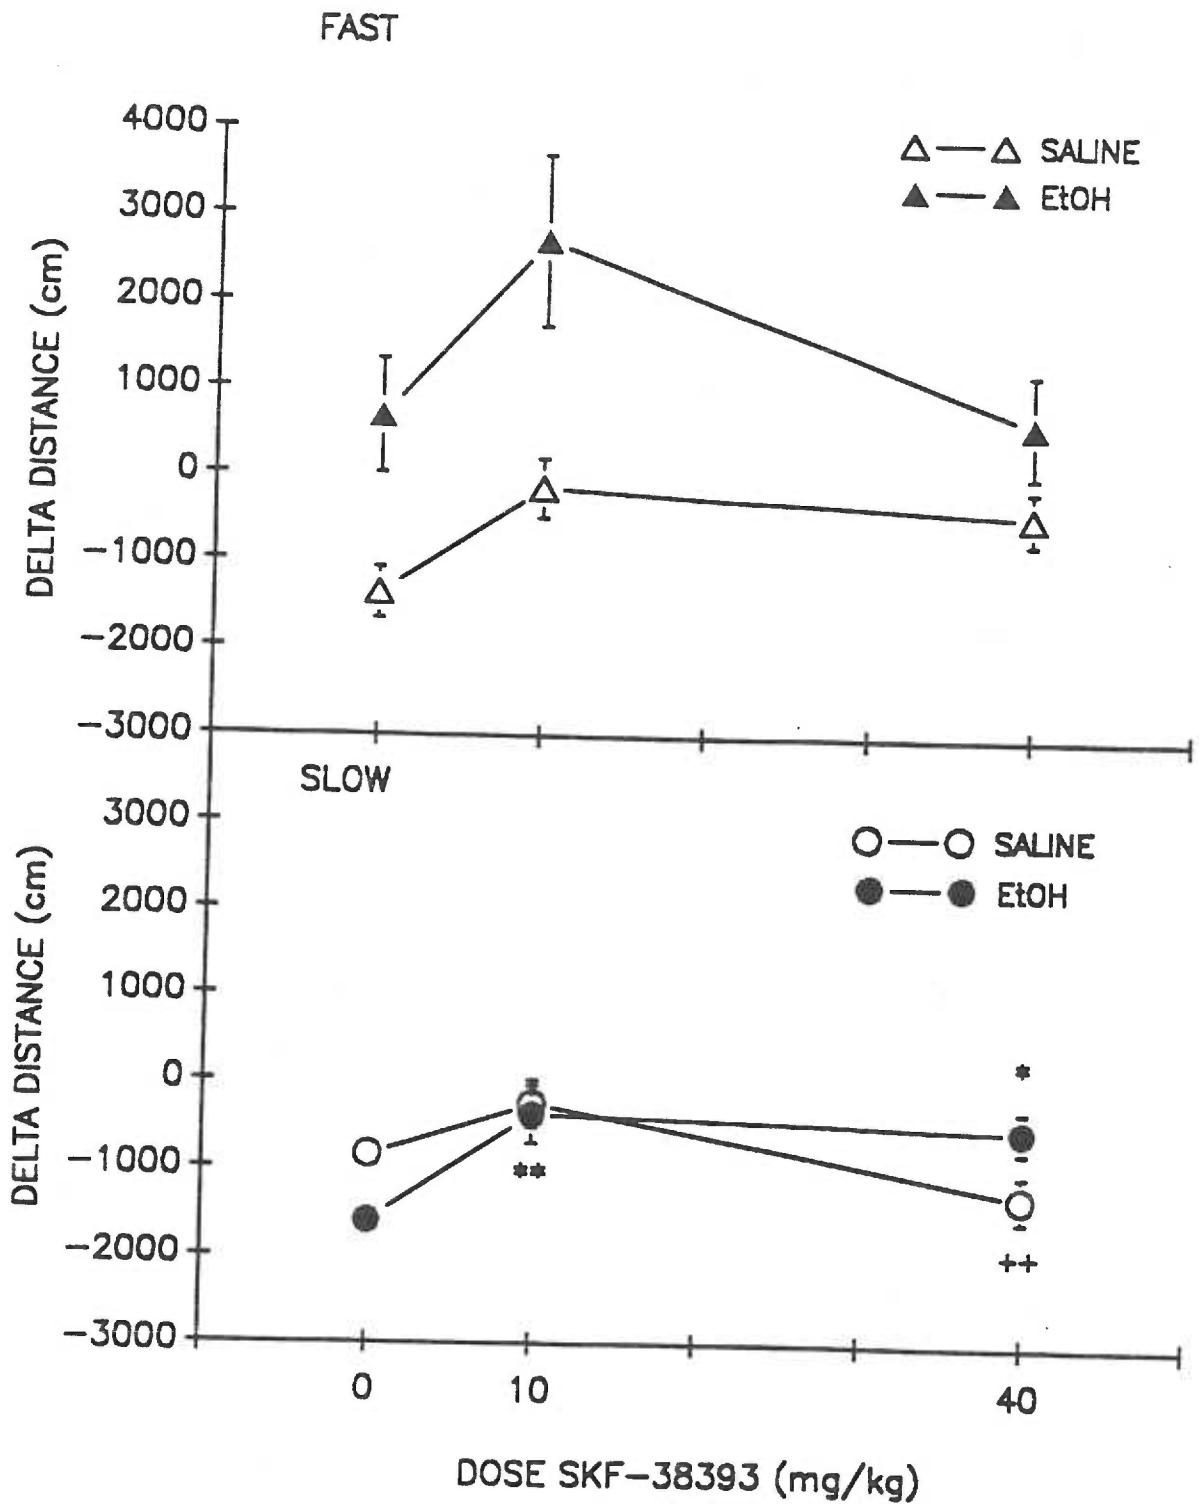 FAST
4000
3000
2000
1000
0
-1000
-2000
-3000
DELTA DISTANCE (cm)
SALINE
EtOH
SLOW
3000
2000
1000
0
-1000
-2000
-3000
DELTA DISTANCE (cm)
SALINE
EtOH
*
**
*
++
0 10 40
DOSE SKF-38393 (mg/kg)